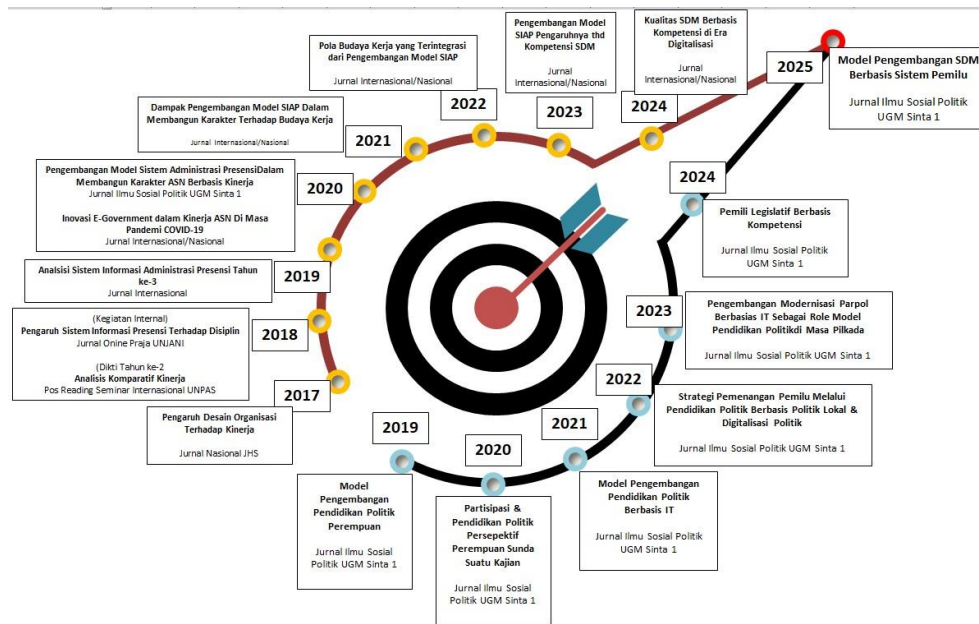 Pola Budaya Kerja yang Terintegrasi
dari Pengembangan Model SIAP
Jurnal Internasional/Nasional
2022
Pengembangan Model
SIAP Pengaruhnya thd
Kompetensi SDM
Jurnal
Internasional/Nasional
2023
Kualitas SDM Berbasis
Kompetensi di Era
Digitalisasi
Jurnal
Internasional/Nasional
2024
2025
Model Pengembangan SDM
Berbasis Sistem Pemilu
Jurnal Ilmu Sosial Politik
UGM Sinta 1
Dampak Pengembangan Model SIAP Dalam
Membangun Karakter Terhadap Budaya Kerja
Jurnal Internasional/Nasional
2021
Pengembangan Model Sistem Administrasi PresensiDalam
Membangun Karakter ASN Berbasis Kinerja
Jurnal Ilmu Sosial Politik UGM Sinta 1
Inovasi E-Government dalam Kinerja ASN Di Masa
Pandemi COVID-19
Jurnal Internasional/Nasional
2020
Analisisi Sistem Informasi Administrasi Presensi Tahun
ke-3
Jurnal Internasional
2019
(Kegiatan Internal)
Pengaruh Sistem Informasi Presensi Terhadap Disiplin
Jurnal Onine Praja UNJANI
(Dikti Tahun ke-2
Analisis Komparatif Kinerja
Pos Reading Seminar Internasional UNPAS
2018
2017
Pengaruh Desain Organisasi
Terhadap Kinerja
Jurnal Nasional JHS
2024
Pemili Legislatif Berbasis
Kompetensi
Jurnal Ilmu Sosial Politik
UGM Sinta 1
2023
Pengembangan Modernisasi Parpol
Berbasias IT Sebagai Role Model
Pendidikan Politikdi Masa Pilkada
Jurnal Ilmu Sosial Politik UGM Sinta 1
2022
Strategi Pemenangan Pemilu Melalui
Pendidikan Politik Berbasis Politik Lokal &
Digitalisasi Politik
Jurnal Ilmu Sosial Politik UGM Sinta 1
2021
Model Pengembangan
Pendidikan Politik
Berbasis IT
Jurnal Ilmu Sosial Politik
UGM Sinta 1
2020
Partisipasi &
Pendidikan Politik
Persepektif
Perempuan Sunda
Suatu Kajian
Jurnal Ilmu Sosial
Politik UGM Sinta 1
2019
Model
Pengembangan
Pendidikan Politik
Perempuan
Jurnal Ilmu Sosial
Politik UGM Sinta 1